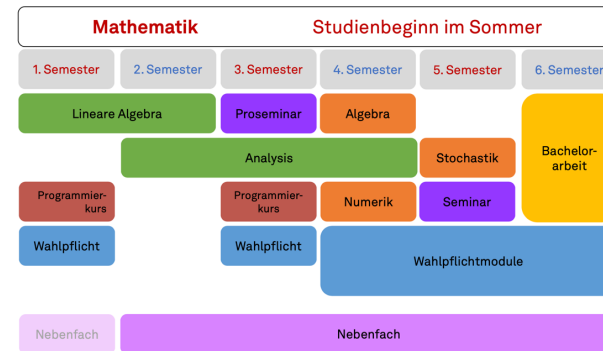 Mathematik Studienbeginn im Sommer
1. Semester 2. Semester 3. Semester 4. Semester 5. Semester 6. Semester
Lineare Algebra Proseminar Algebra
Analysis Stochastik
Bachelor-
arbeit
Programmier-
kurs
Programmier-
kurs
Numerik Seminar
Wahlpflicht Wahlpflicht Wahlpflichtmodule
Nebenfach Nebenfach